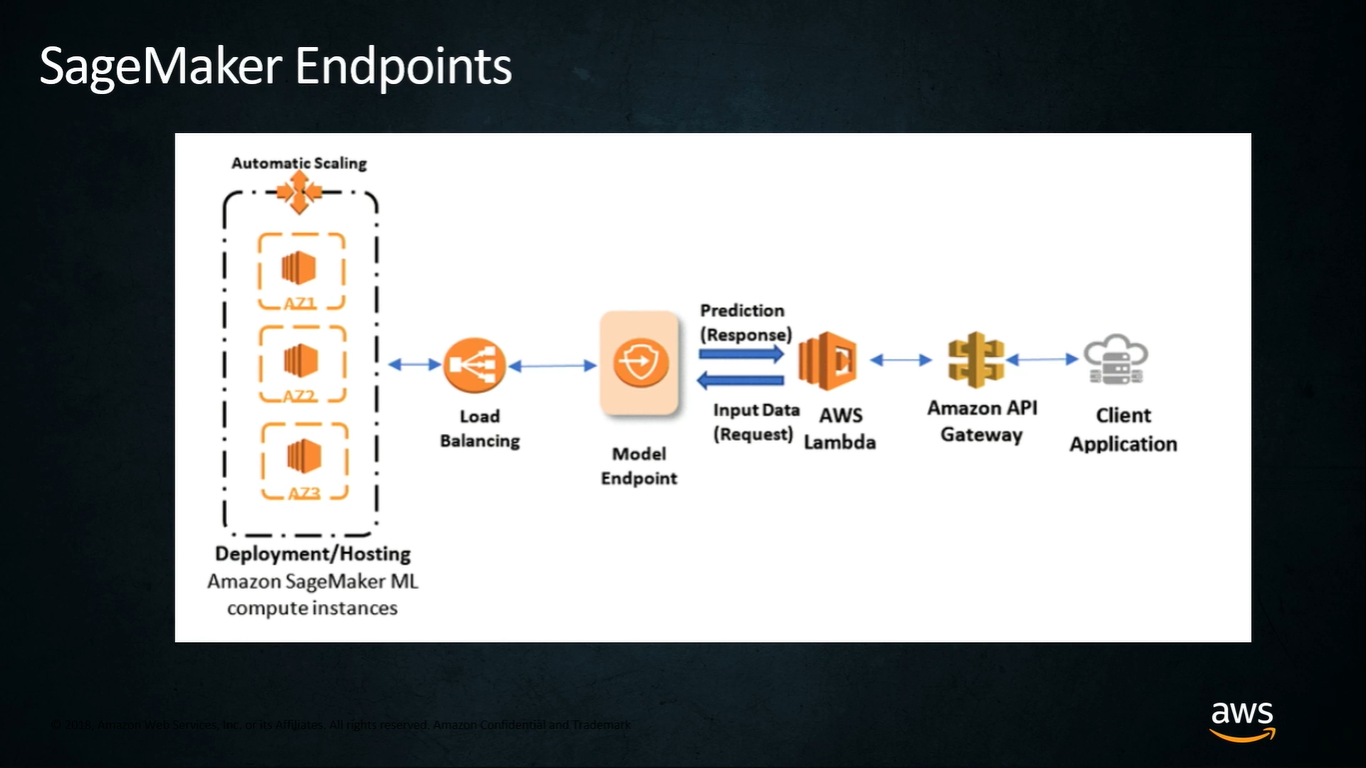 SageMaker Endpoints
Automatic Scaling
AZ1
AZ2
AZ3
Deployment/Hosting
Amazon SageMaker ML
compute instances
Load
Balancing
Model
Endpoint
Prediction
(Response)
Input Data
(Request)
AWS
Lambda
Amazon API
Gateway
Client
Application
© 2018, Amazon Web Services, Inc. or its Affiliates. All rights reserved. Amazon Confidential and Trademark
aws